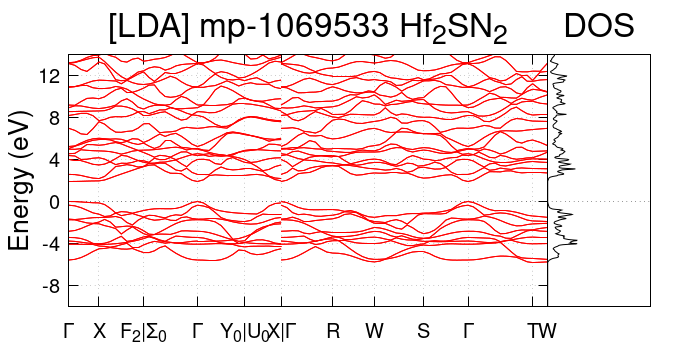 [LDA] mp-1069533 Hf₂SN₂ DOS
Energy (eV)
12
8
4
0
-4
-8
Γ X F₂|Σ₀ Γ Y₀|U₀X|Γ R W S Γ TW